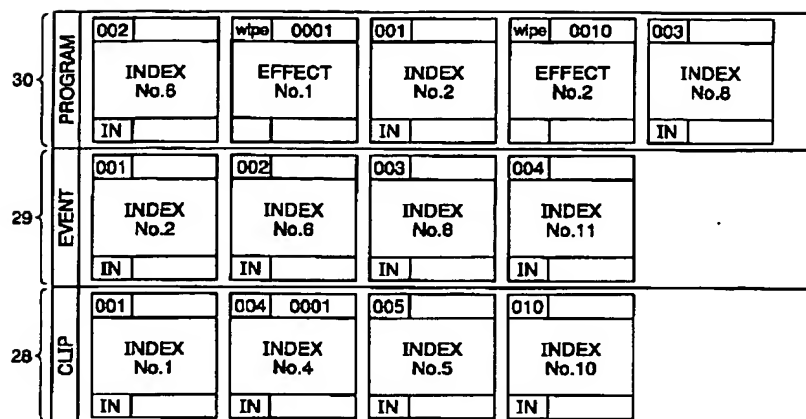 002 wipe 0001 001 wipe 0010 003
30 PROGRAM INDEX No.6 EFFECT No.1 INDEX No.2 EFFECT No.2 INDEX No.8
IN IN IN
001 002 003 004
29 EVENT INDEX No.2 INDEX No.6 INDEX No.8 INDEX No.11
IN IN IN IN
001 004 0001 005 010
28 CLIP INDEX No.1 INDEX No.4 INDEX No.5 INDEX No.10
IN IN IN IN